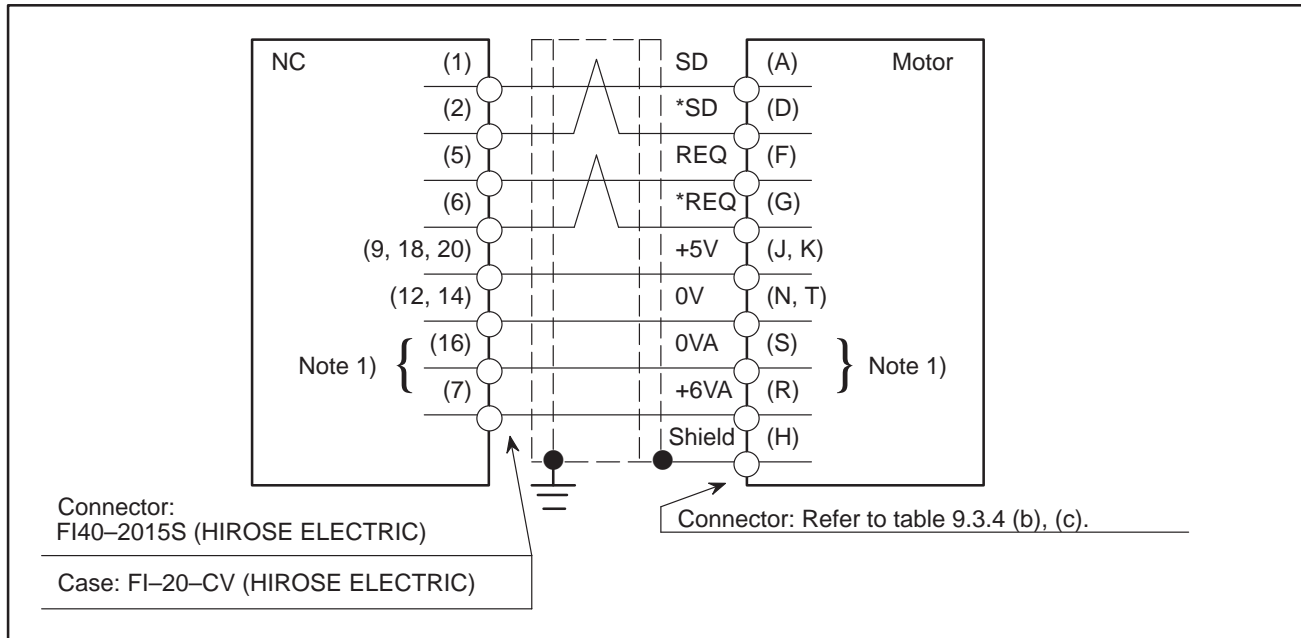 NC (1) SD (A) Motor
(2) *SD (D)
(5) REQ (F)
(6) *REQ (G)
(9, 18, 20) +5V (J, K)
(12, 14) 0V (N, T)
Note 1) { (16) 0VA (S) } Note 1)
(7) +6VA (R)
Shield (H)
Connector:
FI40–2015S (HIROSE ELECTRIC)
Connector: Refer to table 9.3.4 (b), (c).
Case: FI–20–CV (HIROSE ELECTRIC)